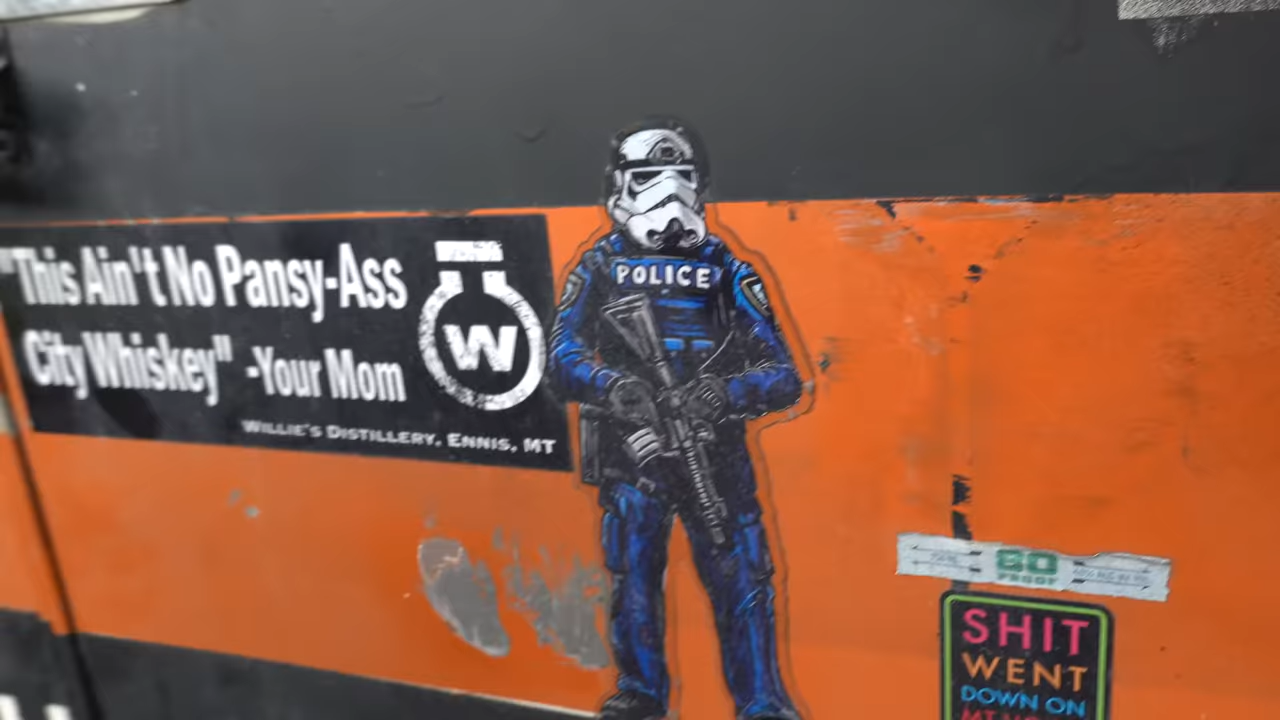 "This Ain't No Pansy-Ass
City Whiskey" -Your Mom
W
WILLIE'S DISTILLERY, ENNIS, MT
POLICE
PROOF
SHIT
WENT
DOWN ON